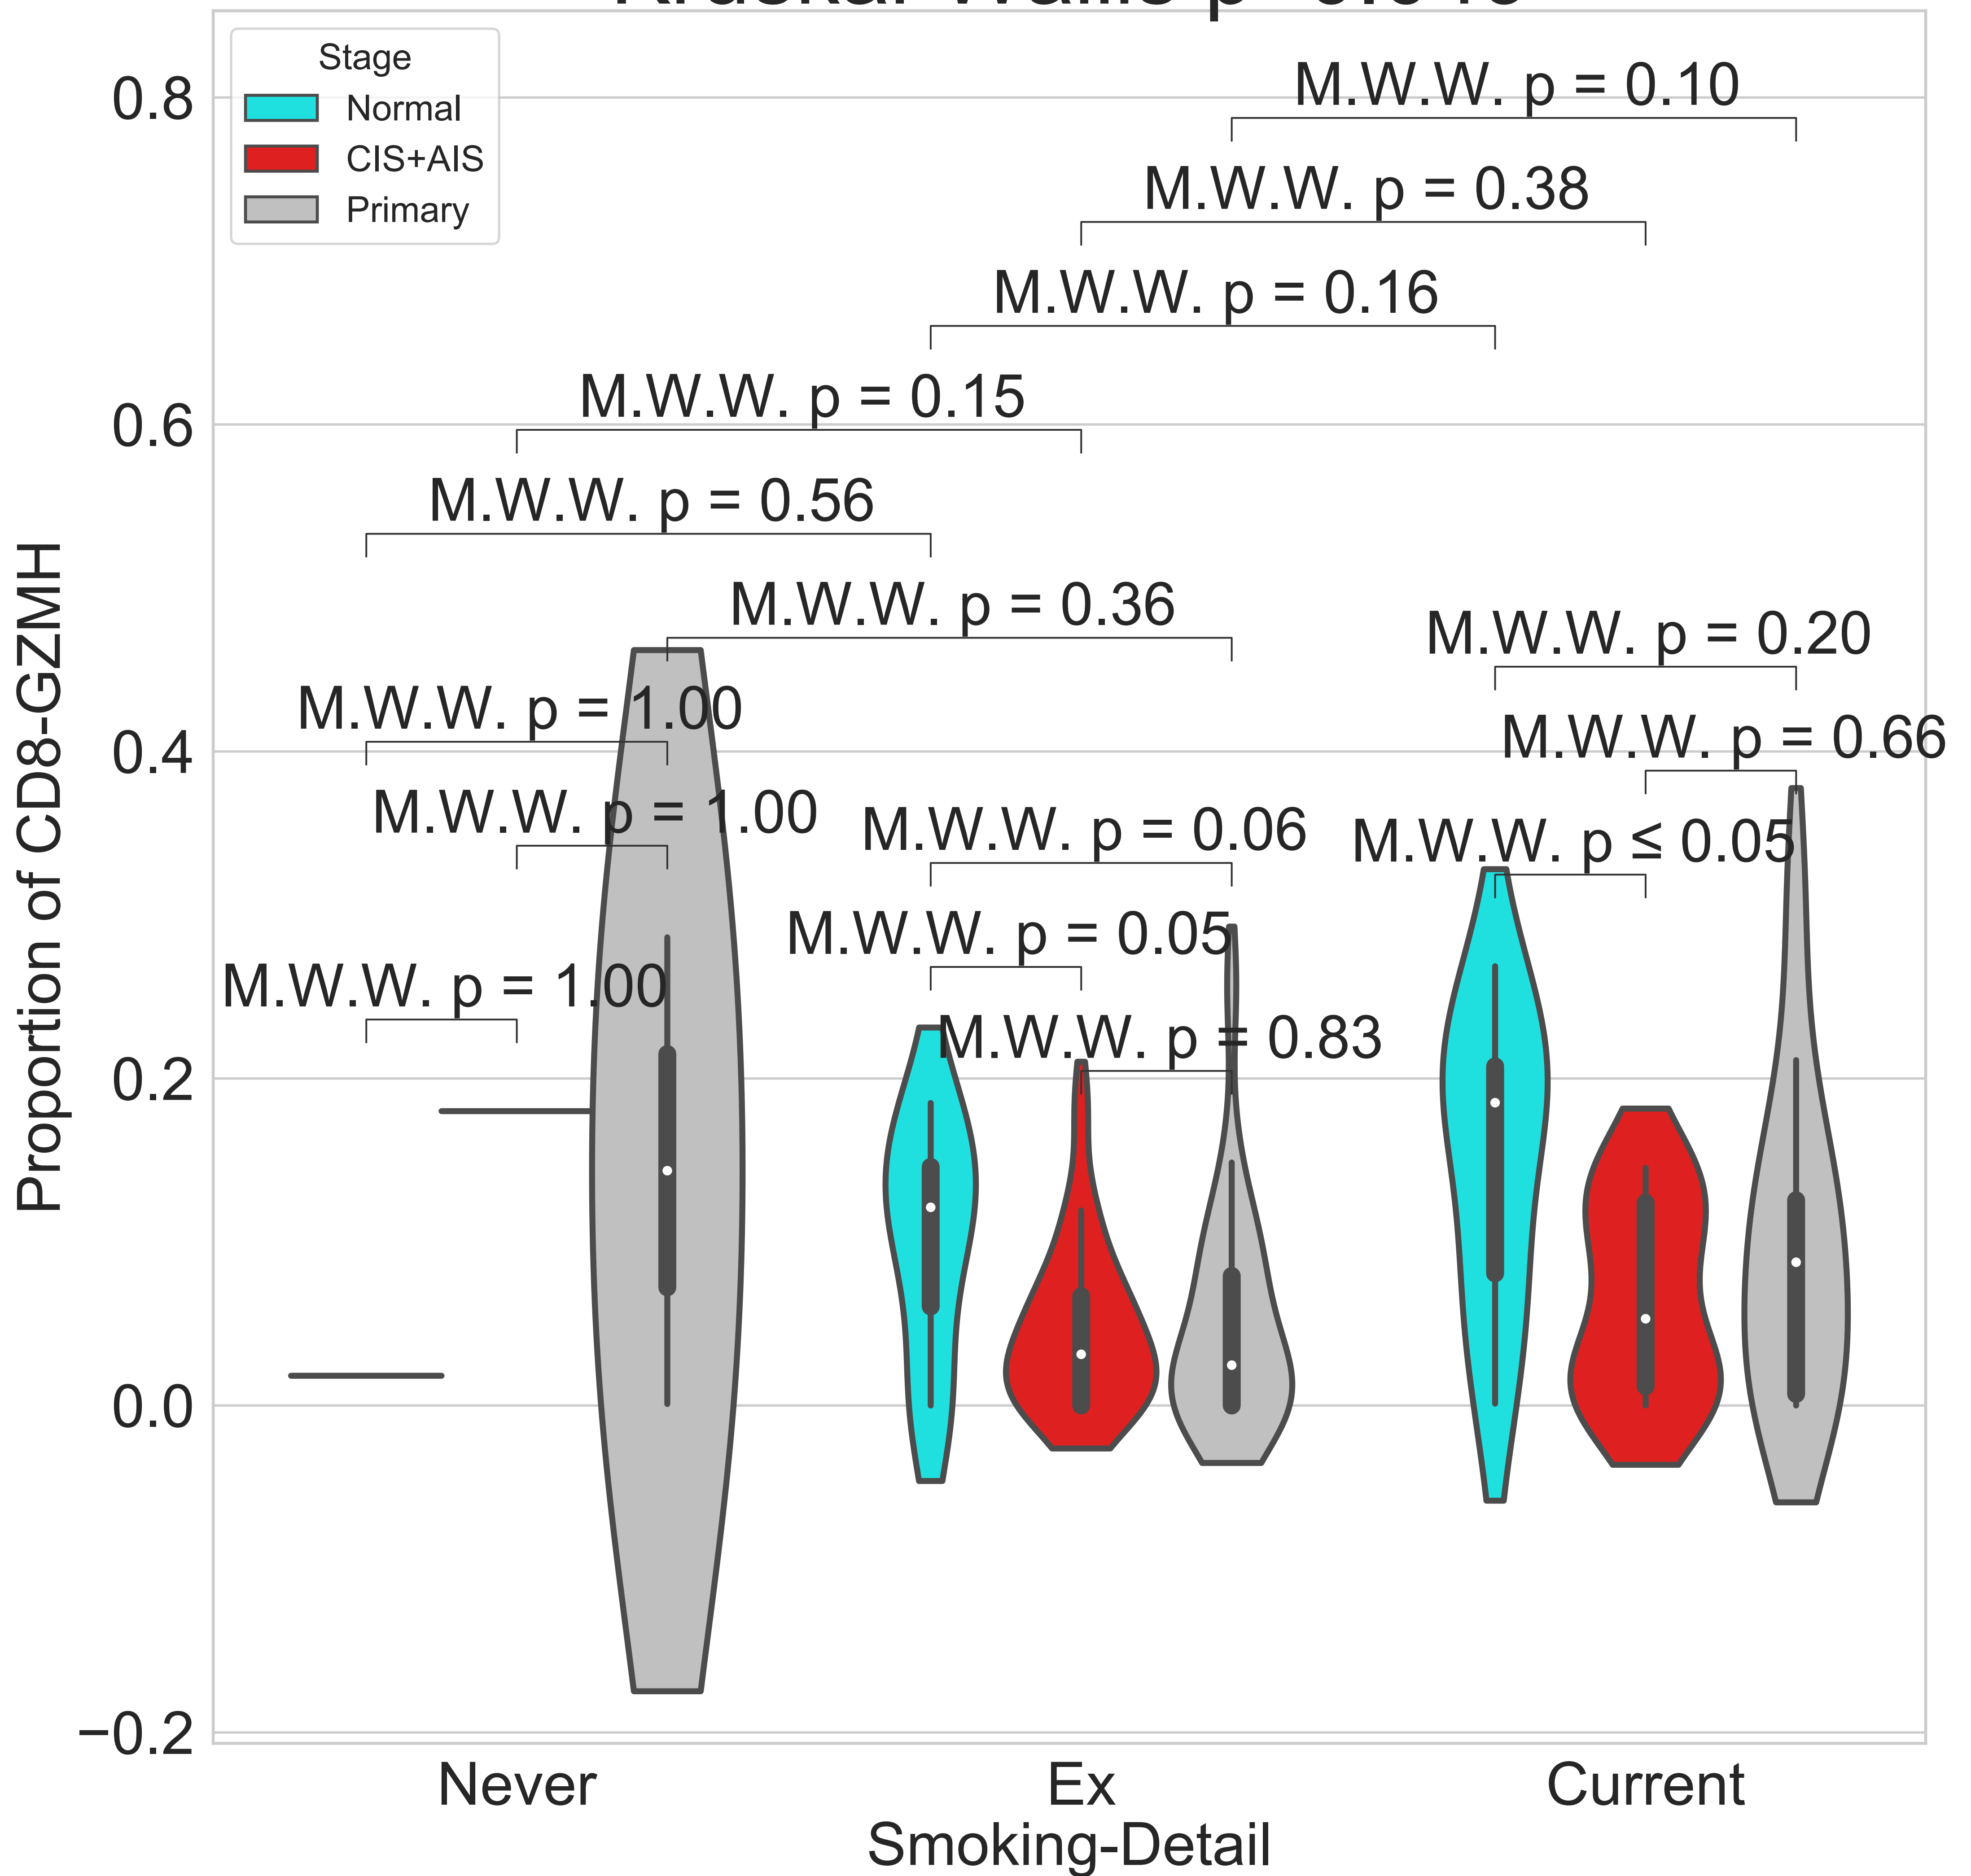 Stage
Normal
CIS+AIS
Primary
0.8
0.6
0.4
0.2
0.0
−0.2
Proportion of CD8-GZMH
M.W.W. p = 0.10
M.W.W. p = 0.38
M.W.W. p = 0.16
M.W.W. p = 0.15
M.W.W. p = 0.56
M.W.W. p = 0.36
M.W.W. p = 0.20
M.W.W. p = 1.00
M.W.W. p = 0.66
M.W.W. p = 1.00
M.W.W. p = 0.06
M.W.W. p ≤ 0.05
M.W.W. p = 0.05
M.W.W. p = 1.00
M.W.W. p = 0.83
Never
Ex
Current
Smoking-Detail